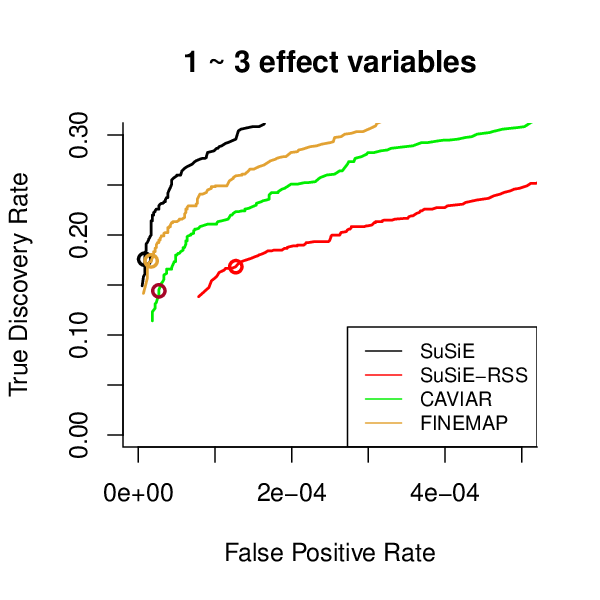 1 ~ 3 effect variables
True Discovery Rate
0.30
0.20
0.10
0.00
SuSiE
SuSiE−RSS
CAVIAR
FINEMAP
0e+00 2e−04 4e−04
False Positive Rate